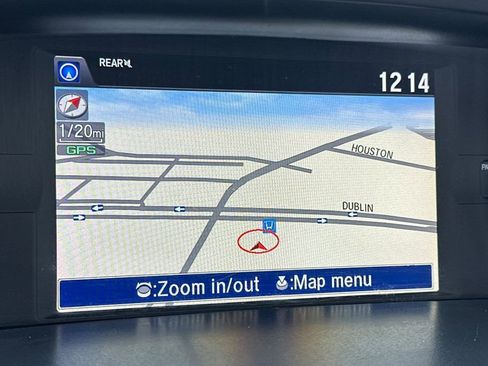 REAR
12 14
1/20mi
GPS
HOUSTON
DUBLIN
:Zoom in/out :Map menu